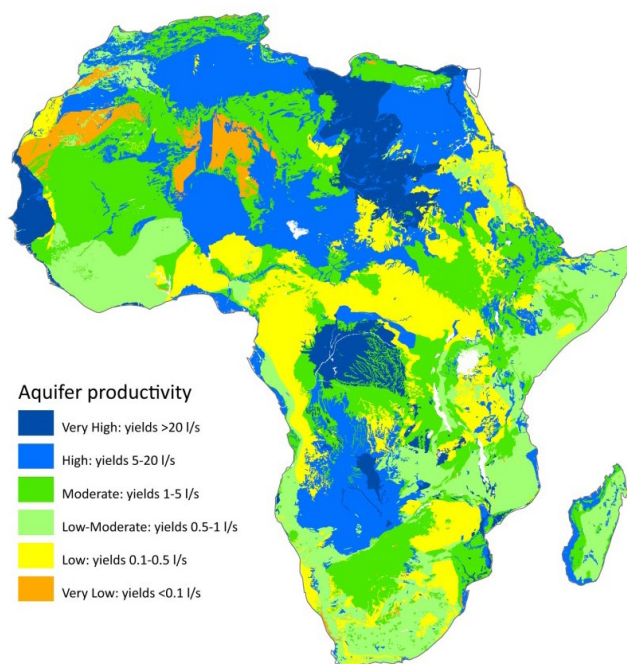 Aquifer productivity
Very High: yields >20 l/s
High: yields 5-20 l/s
Moderate: yields 1-5 l/s
Low-Moderate: yields 0.5-1 l/s
Low: yields 0.1-0.5 l/s
Very Low: yields <0.1 l/s